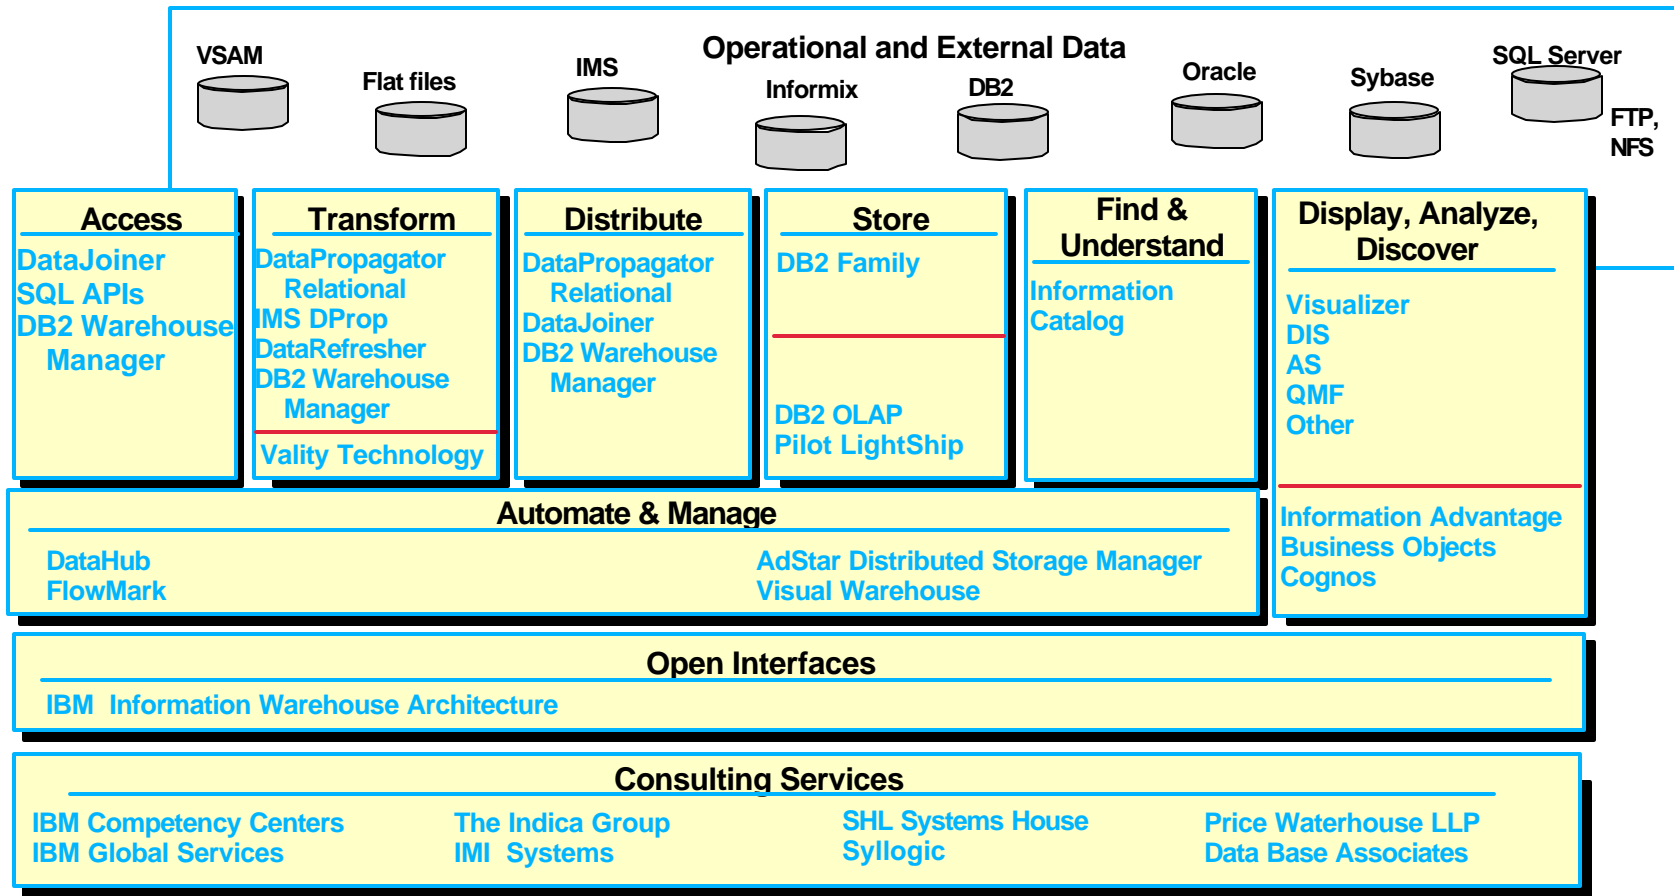 Operational and External Data
VSAM
Flat files
IMS
Informix
DB2
Oracle
Sybase
SQL Server
FTP,
NFS
Access
DataJoiner
SQL APIs
DB2 Warehouse
Manager
Transform
DataPropagator
Relational
IMS DProp
DataRefresher
DB2 Warehouse
Manager
Vality Technology
Distribute
DataPropagator
Relational
DataJoiner
DB2 Warehouse
Manager
Store
DB2 Family
DB2 OLAP
Pilot LightShip
Find &
Understand
Information
Catalog
Display, Analyze,
Discover
Visualizer
DIS
AS
QMF
Other
Information Advantage
Business Objects
Cognos
Automate & Manage
DataHub
FlowMark
AdStar Distributed Storage Manager
Visual Warehouse
Open Interfaces
IBM Information Warehouse Architecture
Consulting Services
IBM Competency Centers
IBM Global Services
The Indica Group
IMI Systems
SHL Systems House
Syllogic
Price Waterhouse LLP
Data Base Associates